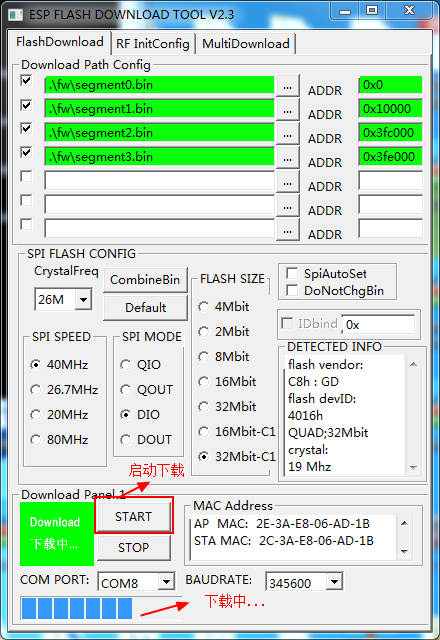 ESP FLASH DOWNLOAD TOOL V2.3
FlashDownload RF InitConfig MultiDownload
Download Path Config
.\fw\segment0.bin ... ADDR 0x0
.\fw\segment1.bin ... ADDR 0x10000
.\fw\segment2.bin ... ADDR 0x3fc000
.\fw\segment3.bin ... ADDR 0x3fe000
... ADDR
... ADDR
... ADDR
SPI FLASH CONFIG
CrystalFreq
26M
CombineBin
Default
SPI SPEED
40MHz
26.7MHz
20MHz
80MHz
SPI MODE
QIO
QOUT
DIO
DOUT
FLASH SIZE
4Mbit
2Mbit
8Mbit
16Mbit
32Mbit
16Mbit-C1
32Mbit-C1
SpiAutoSet
DoNotChgBin
IDbind 0x
DETECTED INFO
flash vendor:
C8h : GD
flash devID:
4016h
QUAD;32Mbit
crystal:
19 Mhz
启动下载
Download Panel 1
Download
下载中...
START
STOP
MAC Address
AP MAC: 2E-3A-E8-06-AD-1B
STA MAC: 2C-3A-E8-06-AD-1B
COM PORT: COM8 BAUDRATE: 345600
下载中...